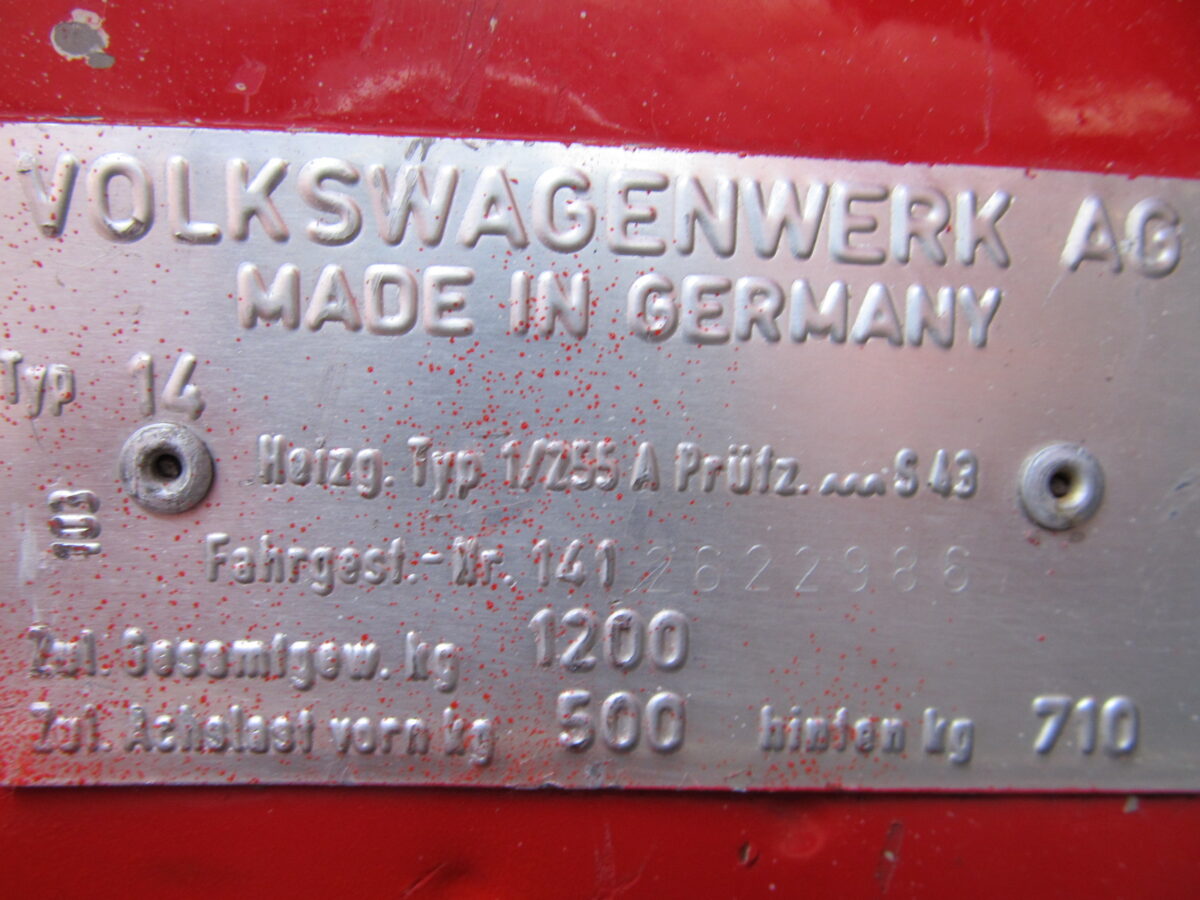 VOLKSWAGENWERK AG
MADE IN GERMANY
Typ 14
Heizg. Typ 1/255 A Prüfz. ﹏ S 43
103
Fahrgest.-Nr. 141 2622986
Zul. Gesamtgew. kg 1200
Zul. Achslast vorn kg 500 hinten kg 710